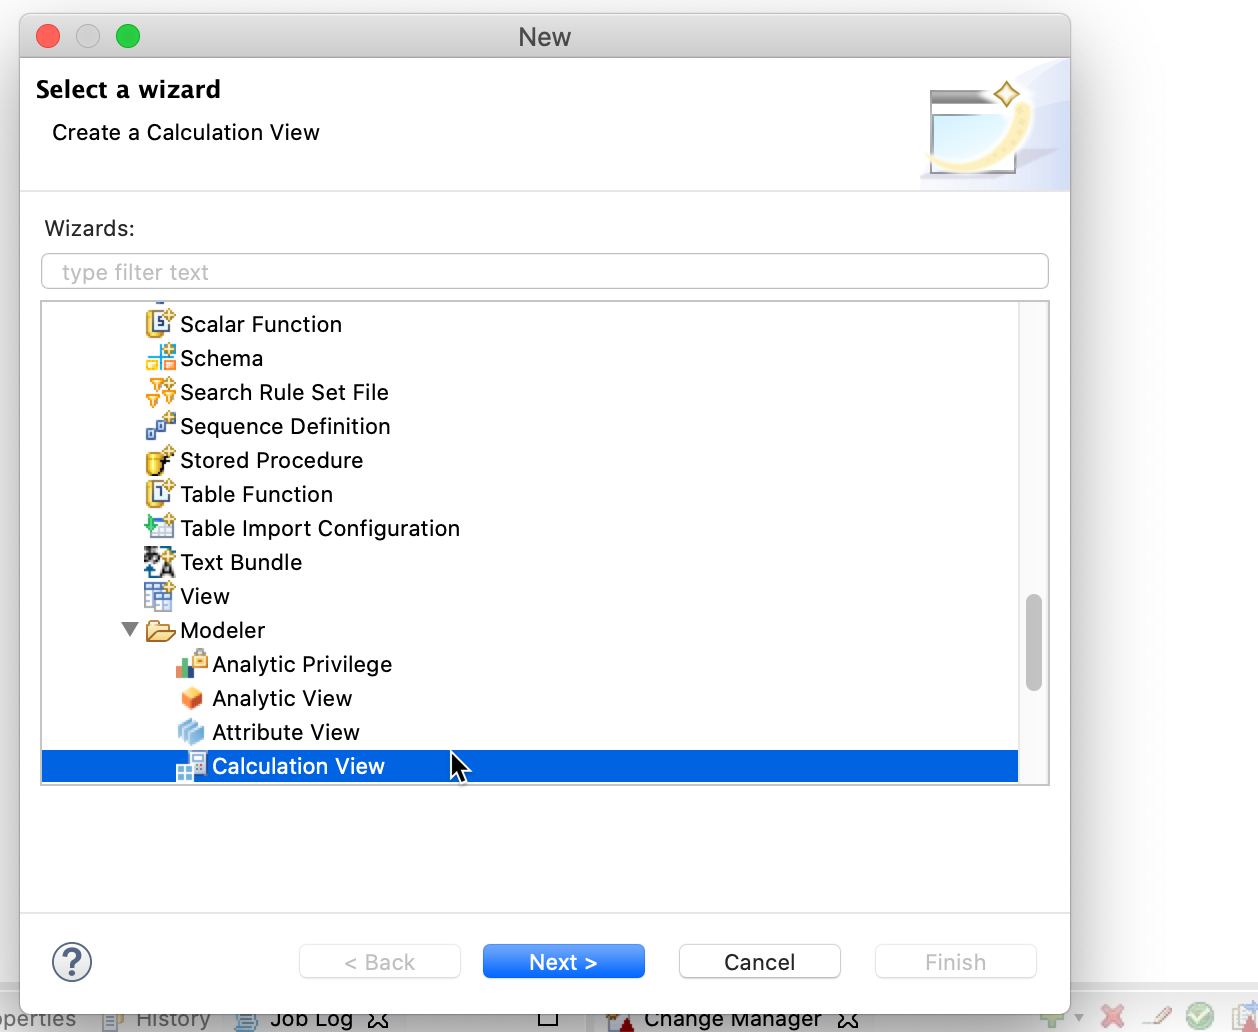 New
Select a wizard
Create a Calculation View
Wizards:
type filter text
Scalar Function
Schema
Search Rule Set File
Sequence Definition
Stored Procedure
Table Function
Table Import Configuration
Text Bundle
View
Modeler
Analytic Privilege
Analytic View
Attribute View
Calculation View
?
< Back
Next >
Cancel
Finish
perties History Job Log Change Manager